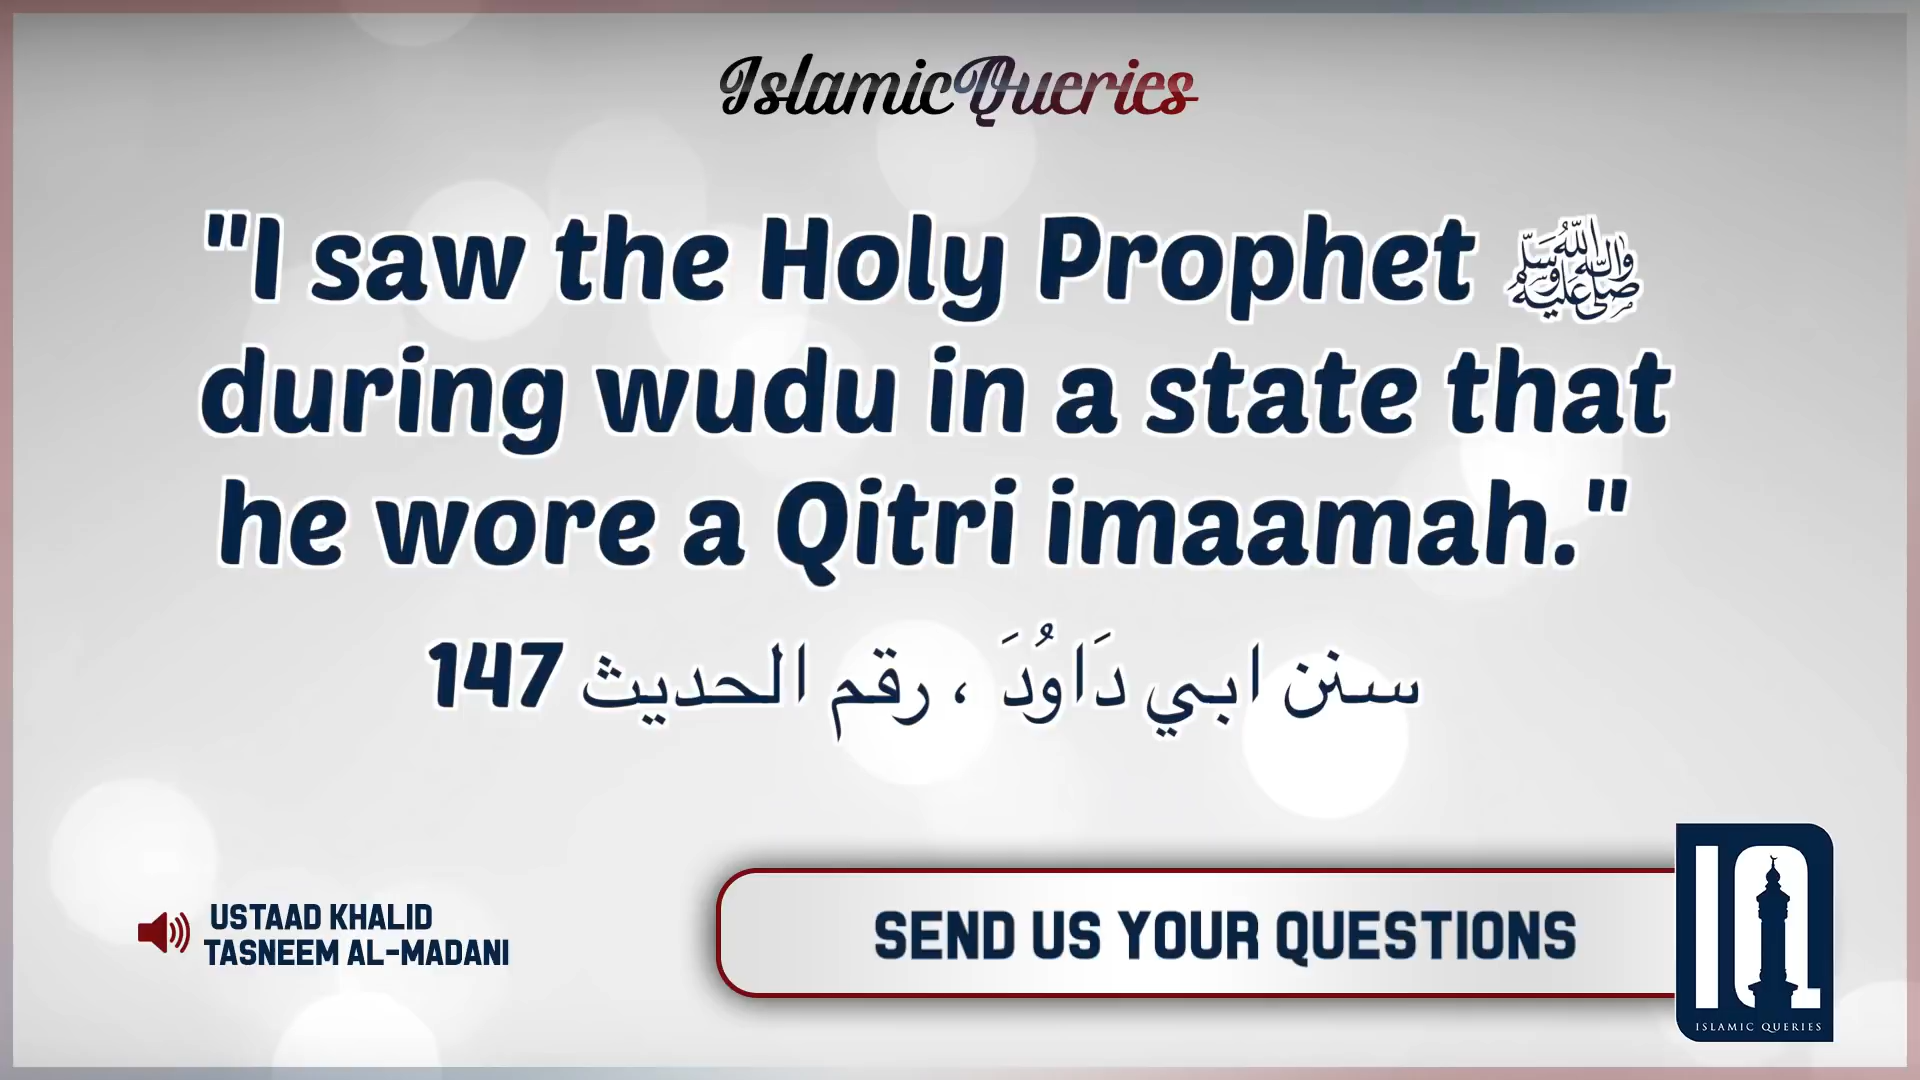 IslamicQueries
"I saw the Holy Prophet ﷺ
during wudu in a state that
he wore a Qitri imaamah."
سنن ابي دَاوُدَ ، رقم الحديث 147
USTAAD KHALID
TASNEEM AL-MADANI
SEND US YOUR QUESTIONS
IQ
ISLAMIC QUERIES